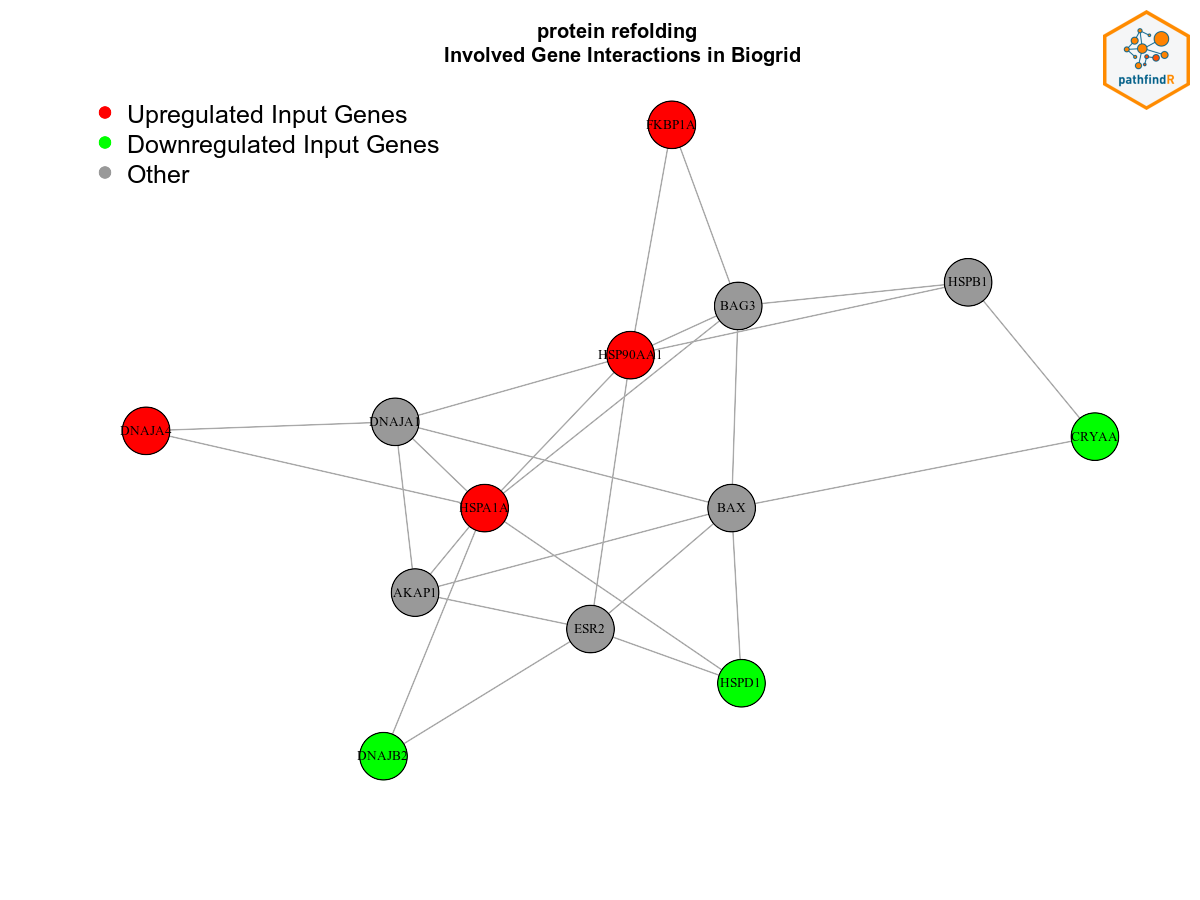 protein refolding
Involved Gene Interactions in Biogrid
pathfindR
Upregulated Input Genes
Downregulated Input Genes
Other
FKBP1A
HSPB1
BAG3
HSP90AA1
DNAJA1
DNAJA4
CRYAA
HSPA1A
BAX
AKAP1
ESR2
HSPD1
DNAJB2